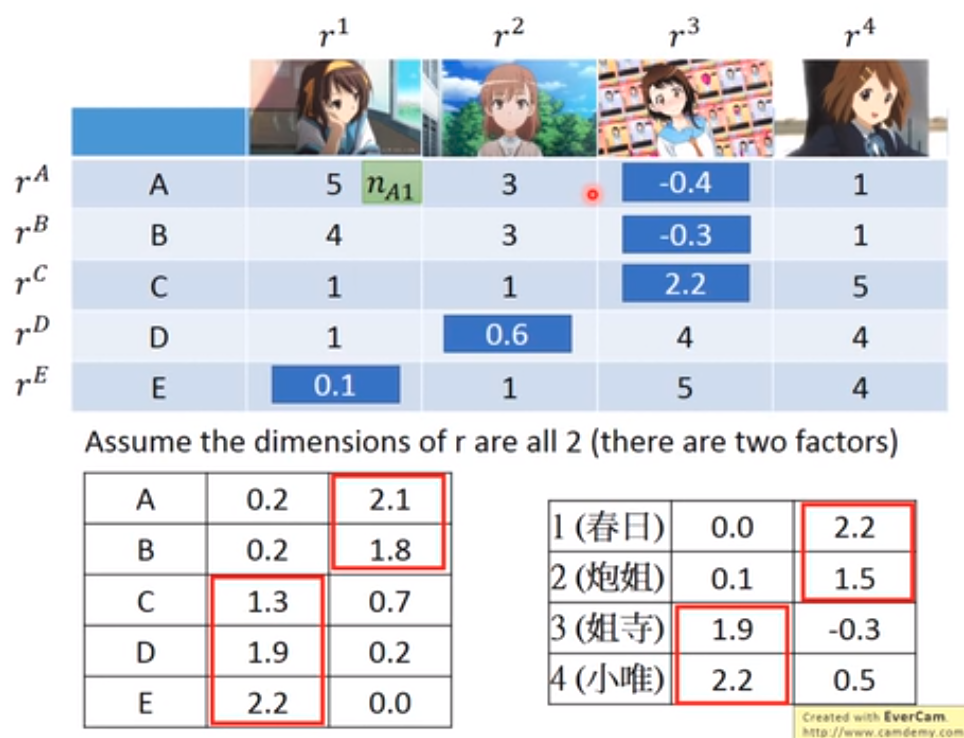 r¹ r² r³ r⁴
r^A A 5 n_{A1} 3 -0.4 1
r^B B 4 3 -0.3 1
r^C C 1 1 2.2 5
r^D D 1 0.6 4 4
r^E E 0.1 1 5 4
Assume the dimensions of r are all 2 (there are two factors)
A 0.2 2.1
B 0.2 1.8
C 1.3 0.7
D 1.9 0.2
E 2.2 0.0
1 (春日) 0.0 2.2
2 (炮姐) 0.1 1.5
3 (姐寺) 1.9 -0.3
4 (小唯) 2.2 0.5
Created with EverCam.
http://www.camdemy.com